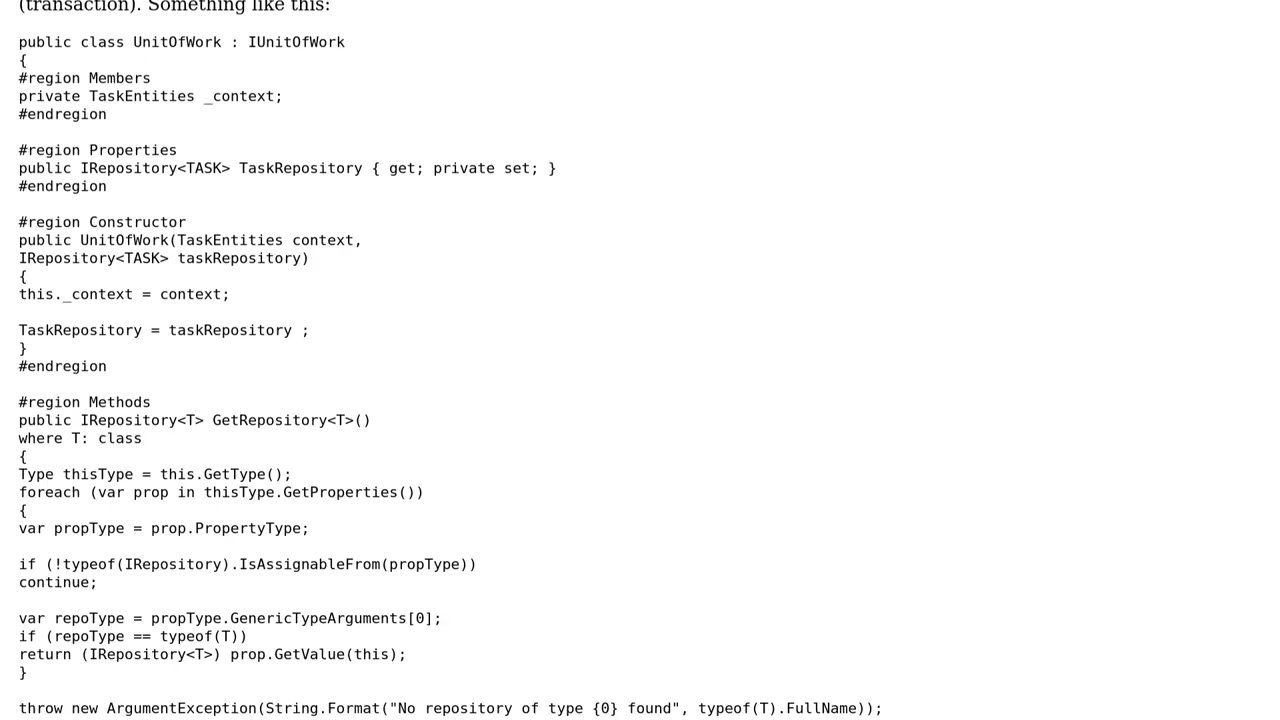 (transaction). Something like this:
public class UnitOfWork : IUnitOfWork
{
#region Members
private TaskEntities _context;
#endregion
#region Properties
public IRepository<TASK> TaskRepository { get; private set; }
#endregion
#region Constructor
public UnitOfWork(TaskEntities context,
IRepository<TASK> taskRepository)
{
this._context = context;
TaskRepository = taskRepository ;
}
#endregion
#region Methods
public IRepository<T> GetRepository<T>()
where T: class
{
Type thisType = this.GetType();
foreach (var prop in thisType.GetProperties())
{
var propType = prop.PropertyType;
if (!typeof(IRepository).IsAssignableFrom(propType))
continue;
var repoType = propType.GenericTypeArguments[0];
if (repoType == typeof(T))
return (IRepository<T>) prop.GetValue(this);
}
throw new ArgumentException(String.Format("No repository of type {0} found", typeof(T).FullName));